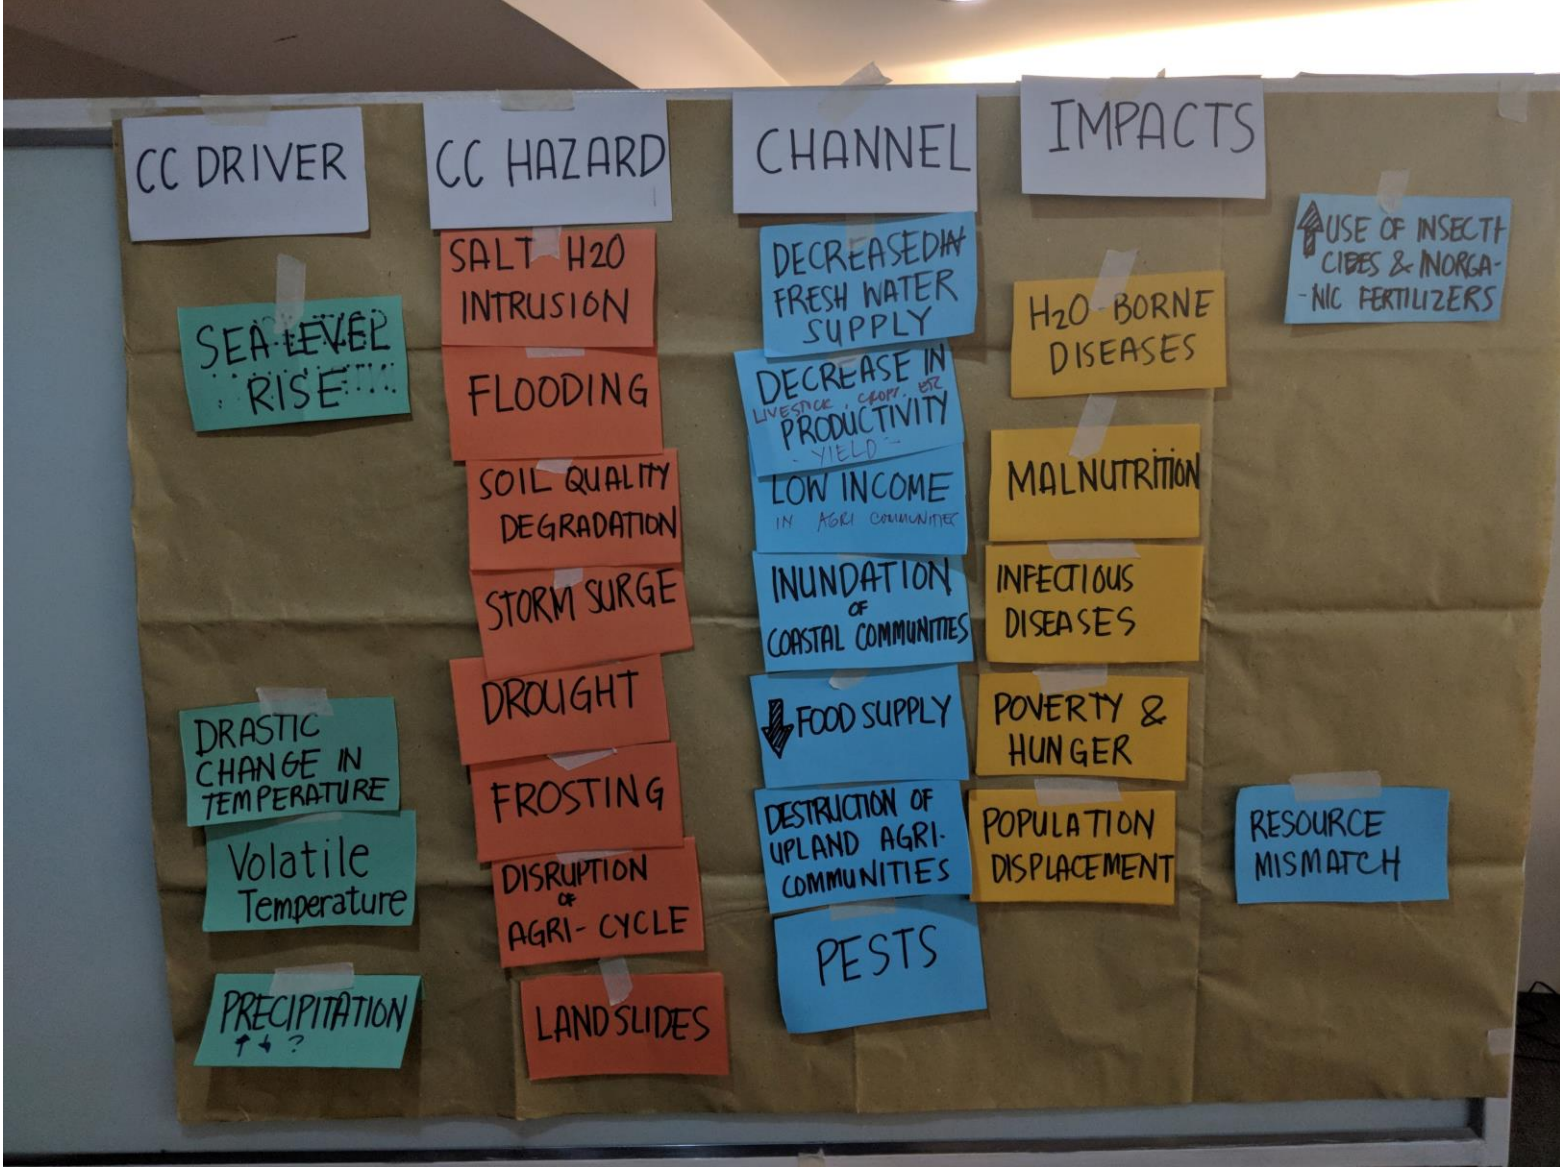 CC DRIVER
SEA LEVEL
RISE
DRASTIC
CHANGE IN
TEMPERATURE
Volatile
Temperature
PRECIPITATION
↑ ↓ ?
CC HAZARD
SALT H2O
INTRUSION
FLOODING
SOIL QUALITY
DEGRADATION
STORM SURGE
DROUGHT
FROSTING
DISRUPTION
OF
AGRI-CYCLE
LANDSLIDES
CHANNEL
DECREASED
FRESH WATER
SUPPLY
DECREASE IN
LIVESTOCK, CROPS, ETC
PRODUCTIVITY
- YIELD -
LOW INCOME
IN AGRI COMMUNITIES
INUNDATION
OF
COASTAL COMMUNITIES
↓ FOOD SUPPLY
DESTRUCTION OF
UPLAND AGRI-
COMMUNITIES
PESTS
IMPACTS
H2O-BORNE
DISEASES
MALNUTRITION
INFECTIOUS
DISEASES
POVERTY &
HUNGER
POPULATION
DISPLACEMENT
↑ USE OF INSECTI
CIDES & INORGA-
-NIC FERTILIZERS
RESOURCE
MISMATCH